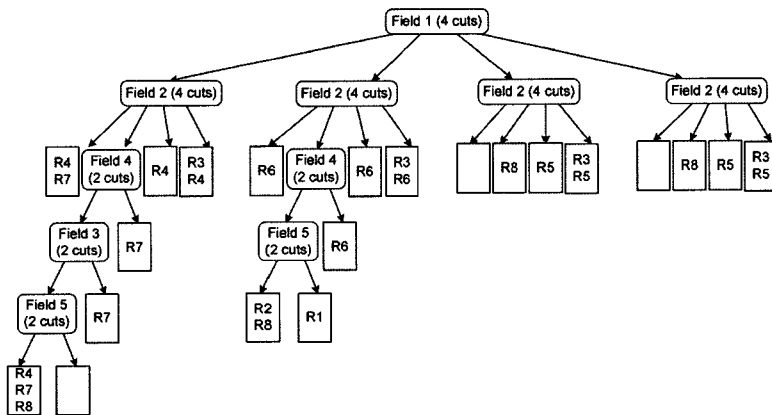 Field 1 (4 cuts)
Field 2 (4 cuts)
Field 2 (4 cuts)
Field 2 (4 cuts)
Field 2 (4 cuts)
R4
R7
Field 4
(2 cuts)
R4
R3
R4
R6
Field 4
(2 cuts)
R6
R3
R6
R8
R5
R3
R5
R8
R5
R3
R5
Field 3
(2 cuts)
R7
Field 5
(2 cuts)
R6
Field 5
(2 cuts)
R7
R2
R8
R1
R4
R7
R8